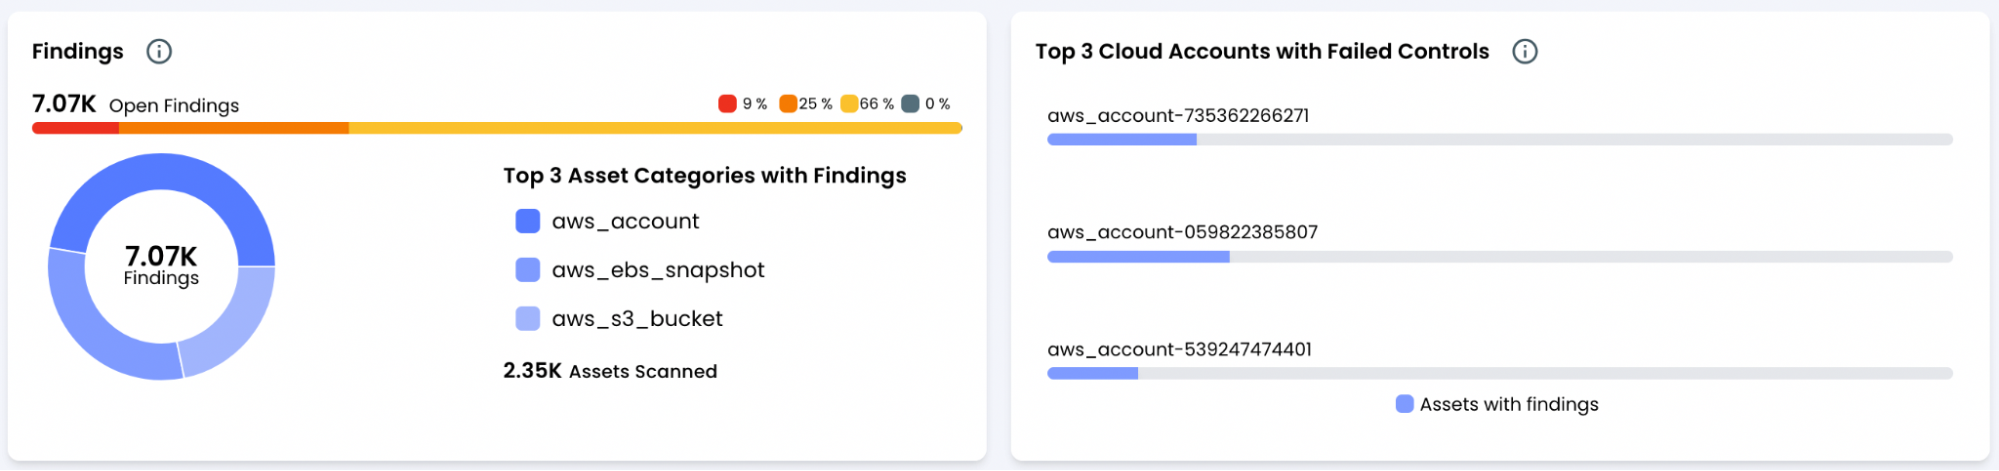 Findings
7.07K Open Findings
9 % 25 % 66 % 0 %
7.07K
Findings
Top 3 Asset Categories with Findings
aws_account
aws_ebs_snapshot
aws_s3_bucket
2.35K Assets Scanned
Top 3 Cloud Accounts with Failed Controls
aws_account-735362266271
aws_account-059822385807
aws_account-539247474401
Assets with findings